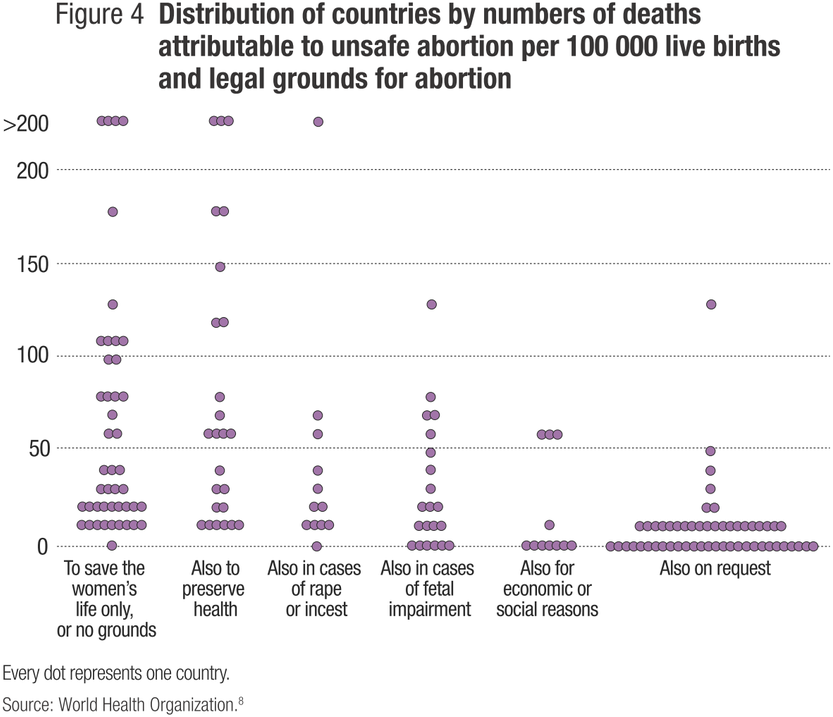 Figure 4 Distribution of countries by numbers of deaths
attributable to unsafe abortion per 100 000 live births
and legal grounds for abortion
>200
200
150
100
50
0
To save the
women's
life only,
or no grounds
Also to
preserve
health
Also in cases
of rape
or incest
Also in cases
of fetal
impairment
Also for
economic or
social reasons
Also on request
Every dot represents one country.
Source: World Health Organization.8